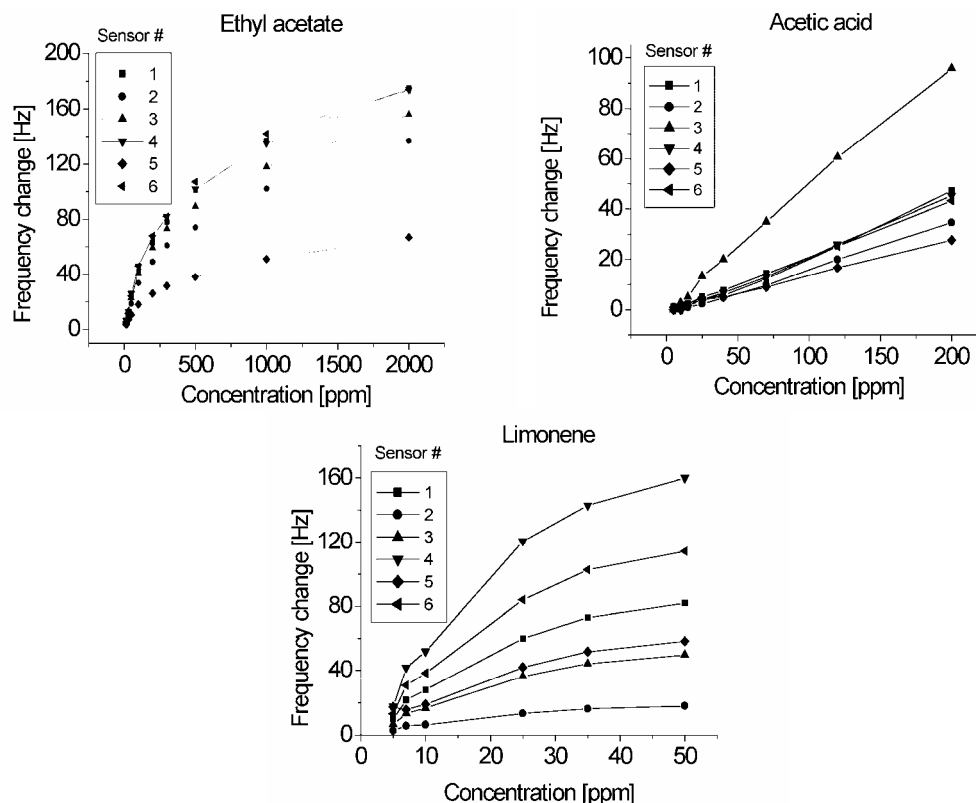 Ethyl acetate
Sensor #
1
2
3
4
5
6
200
160
120
80
40
0
Frequency change [Hz]
0 500 1000 1500 2000
Concentration [ppm]
Acetic acid
Sensor #
1
2
3
4
5
6
100
80
60
40
20
0
Frequency change [Hz]
0 50 100 150 200
Concentration [ppm]
Limonene
Sensor #
1
2
3
4
5
6
160
120
80
40
0
Frequency change [Hz]
0 10 20 30 40 50
Concentration [ppm]